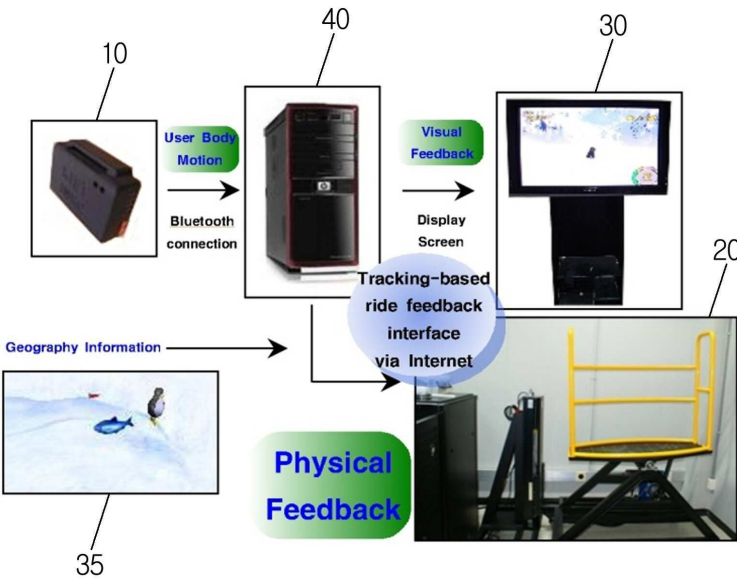 40
30
10
User Body
Motion
Visual
Feedback
Bluetooth
connection
Display
Screen
20
Tracking-based
ride feedback
interface
via Internet
Geography Information
Physical
Feedback
35